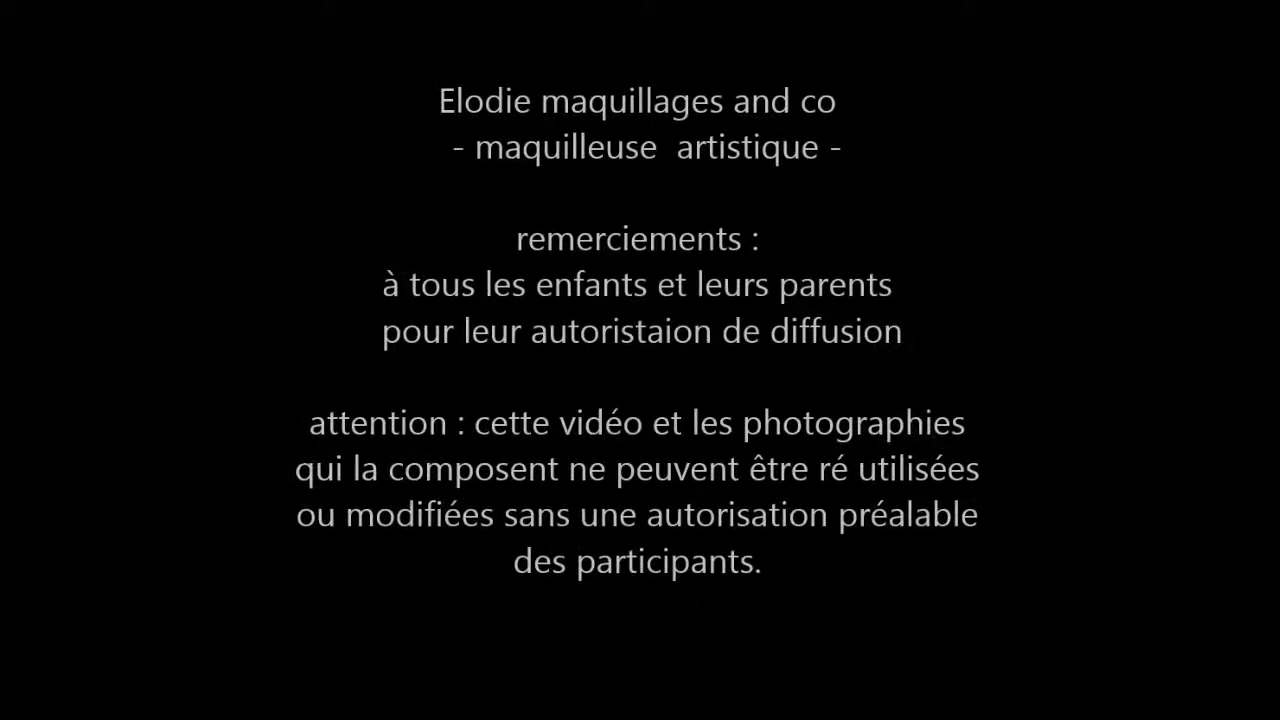 Elodie maquillages and co
- maquilleuse  artistique -
remerciements :
à tous les enfants et leurs parents
pour leur autoristaion de diffusion
attention : cette vidéo et les photographies
qui la composent ne peuvent être ré utilisées
ou modifiées sans une autorisation préalable
des participants.